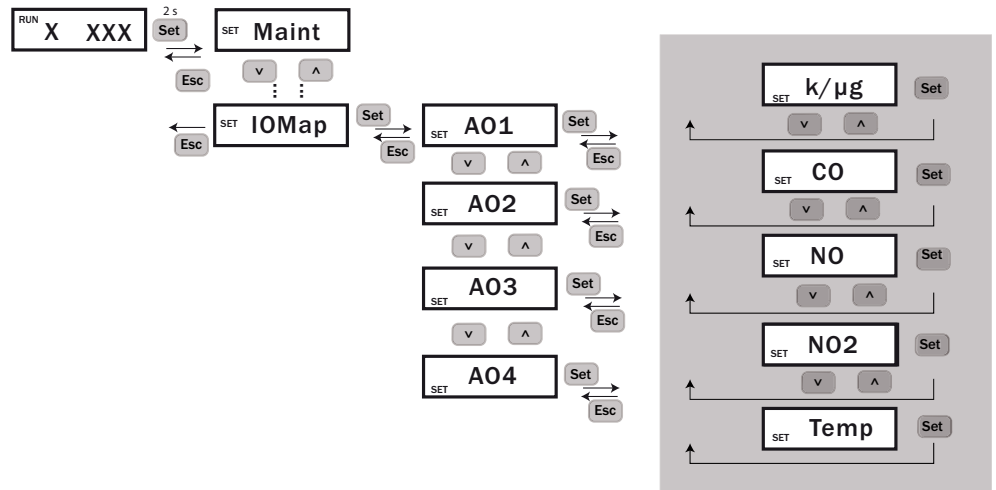 RUN X XXX
2 s
Set
Esc
SET Maint
v ʌ
SET IOMap
Esc
Set
Esc
SET AO1
Set
Esc
v ʌ
SET AO2
Set
Esc
v ʌ
SET AO3
Set
Esc
v ʌ
SET AO4
Set
Esc
SET k/µg
Set
v ʌ
SET CO
Set
v ʌ
SET NO
Set
v ʌ
SET NO2
Set
v ʌ
SET Temp
Set